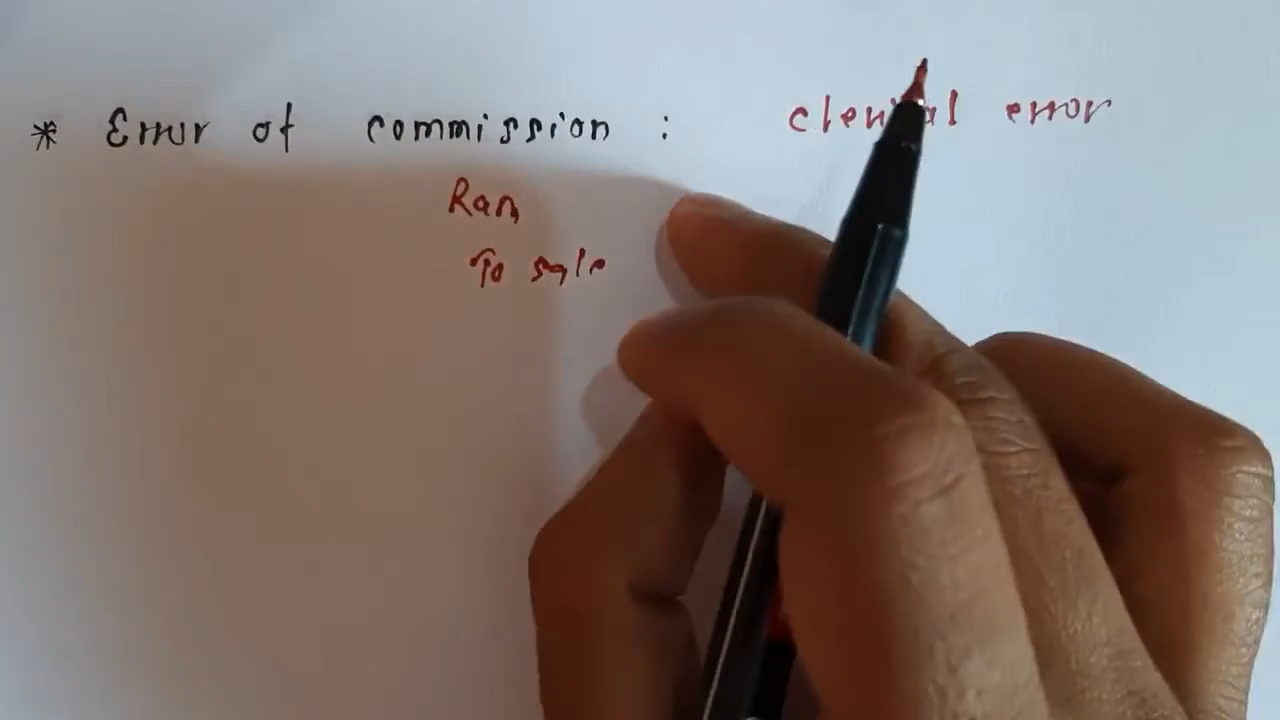 * Error of commission : clerical error
Ram
To sale